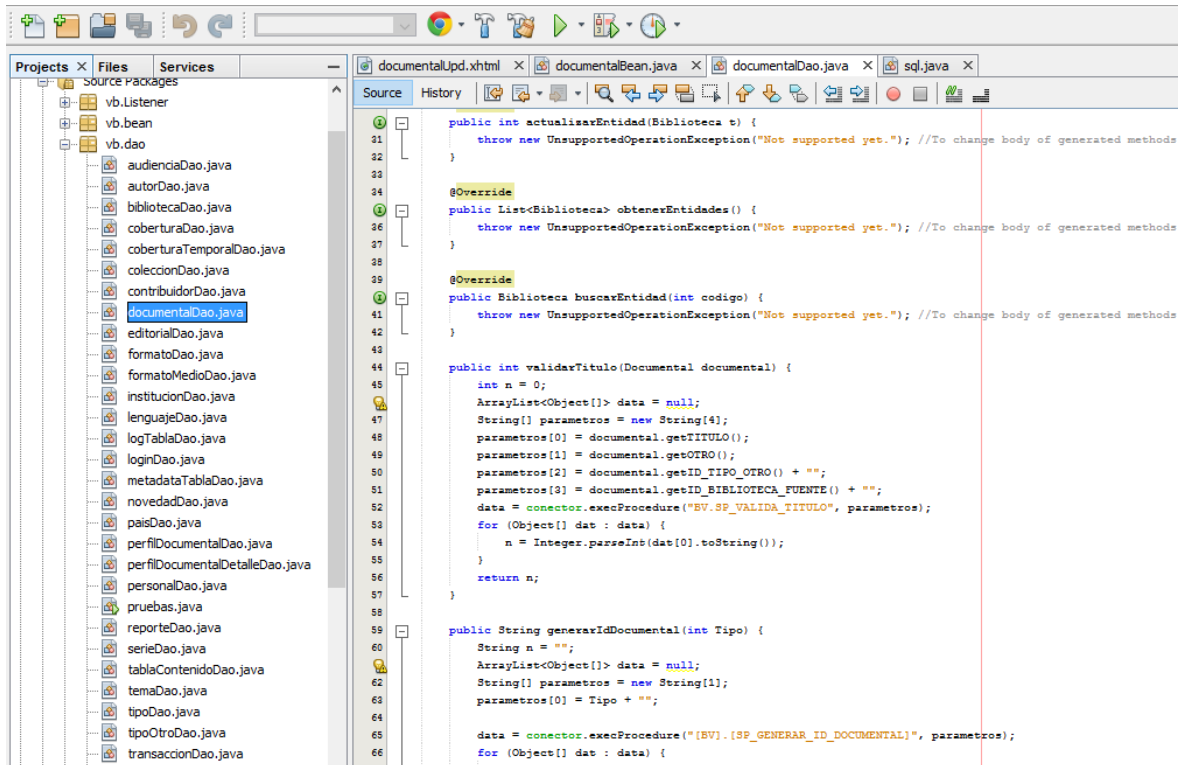 Projects Files Services
Source Packages
vb.Listener
vb.bean
vb.dao
audienciaDao.java
autorDao.java
bibliotecaDao.java
coberturaDao.java
coberturaTemporalDao.java
coleccionDao.java
contribuidorDao.java
documentalDao.java
editorialDao.java
formatoDao.java
formatoMedioDao.java
institucionDao.java
lenguajeDao.java
logTablaDao.java
loginDao.java
metadataTablaDao.java
novedadDao.java
paisDao.java
perfilDocumentalDao.java
perfilDocumentalDetalleDao.java
personalDao.java
pruebas.java
reporteDao.java
serieDao.java
tablaContenidoDao.java
temaDao.java
tipoDao.java
tipoOtroDao.java
transaccionDao.java
documentalUpd.xhtml documentalBean.java documentalDao.java sql.java
Source History
public int actualizarEntidad(Biblioteca t) {
31 throw new UnsupportedOperationException("Not supported yet."); //To change body of generated methods
32 }
33
34 @Override
public List<Biblioteca> obtenerEntidades() {
36 throw new UnsupportedOperationException("Not supported yet."); //To change body of generated methods
37 }
38
39 @Override
public Biblioteca buscarEntidad(int codigo) {
41 throw new UnsupportedOperationException("Not supported yet."); //To change body of generated methods
42 }
43
44 public int validarTitulo(Documental documental) {
45 int n = 0;
ArrayList<Object[]> data = null;
47 String[] parametros = new String[4];
48 parametros[0] = documental.getTITULO();
49 parametros[1] = documental.getOTRO();
50 parametros[2] = documental.getID_TIPO_OTRO() + "";
51 parametros[3] = documental.getID_BIBLIOTECA_FUENTE() + "";
52 data = conector.execProcedure("BV.SP_VALIDA_TITULO", parametros);
53 for (Object[] dat : data) {
54 n = Integer.parseInt(dat[0].toString());
55 }
56 return n;
57 }
58
59 public String generarIdDocumental(int Tipo) {
60 String n = "";
ArrayList<Object[]> data = null;
62 String[] parametros = new String[1];
63 parametros[0] = Tipo + "";
64
65 data = conector.execProcedure("[BV].[SP_GENERAR_ID_DOCUMENTAL]", parametros);
66 for (Object[] dat : data) {